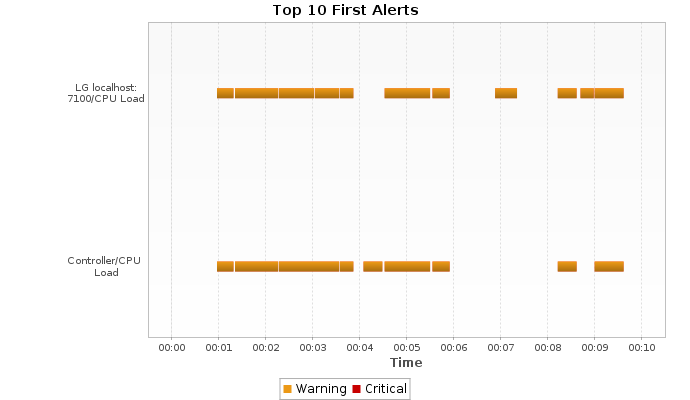 Top 10 First Alerts
LG localhost:
7100/CPU Load
Controller/CPU
Load
00:00 00:01 00:02 00:03 00:04 00:05 00:06 00:07 00:08 00:09 00:10
Time
Warning Critical